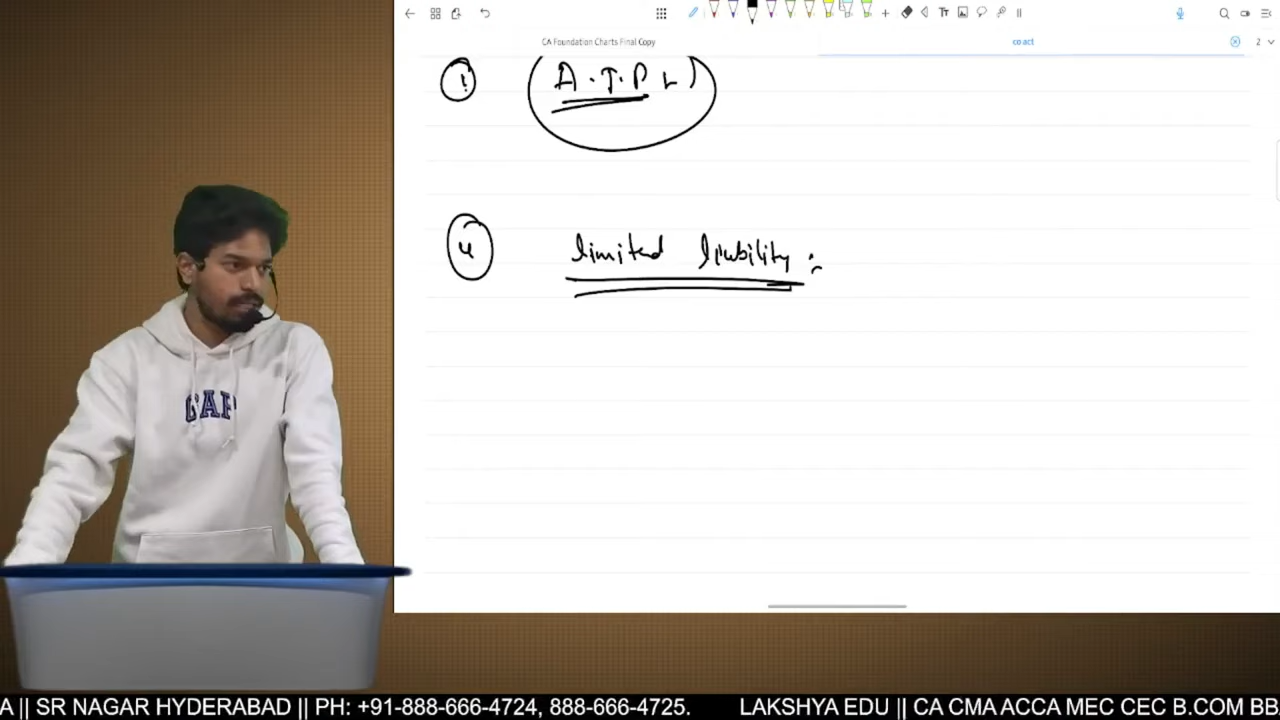 CA Foundation Charts Final Copy
co act
2
A.T.P L)
4
limited liability :-
GAP
A || SR NAGAR HYDERABAD || PH: +91-888-666-4724, 888-666-4725. LAKSHYA EDU || CA CMA ACCA MEC CEC B.COM BB